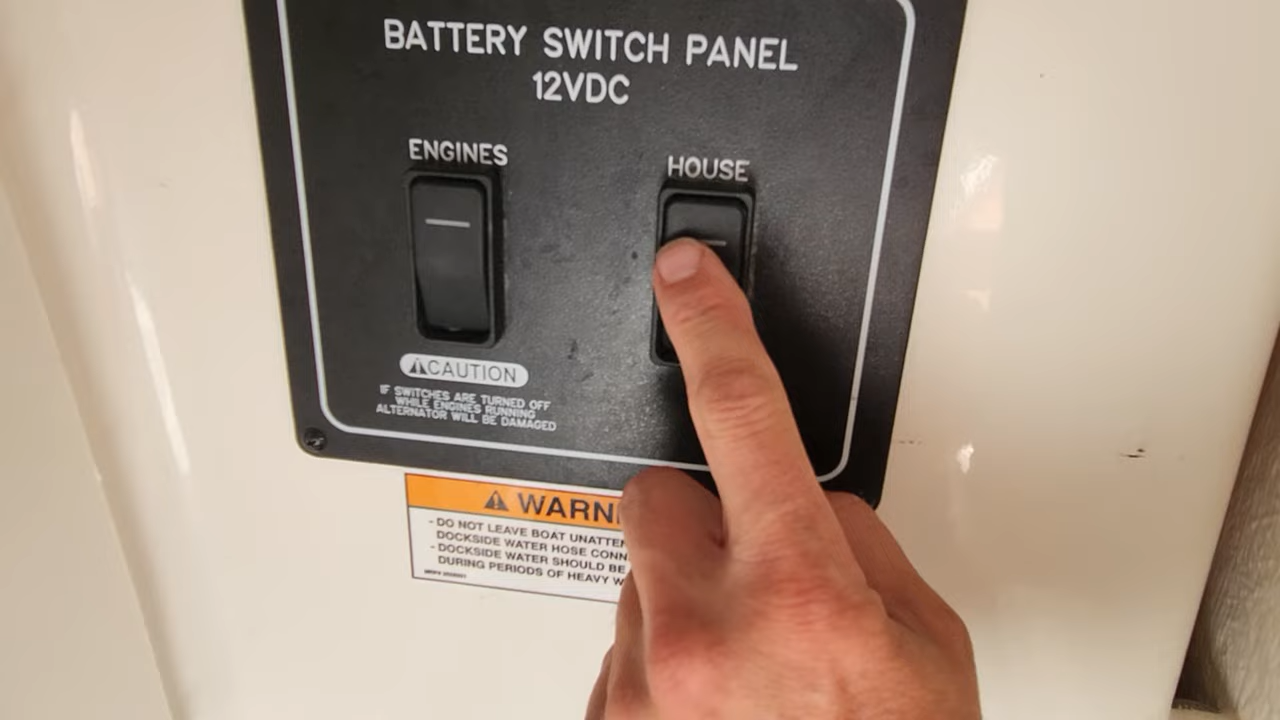 BATTERY SWITCH PANEL
12VDC
ENGINES
HOUSE
CAUTION
IF SWITCHES ARE TURNED OFF
WHILE ENGINES RUNNING
ALTERNATOR WILL BE DAMAGED
WARN
- DO NOT LEAVE BOAT UNATTEN
DOCKSIDE WATER HOSE CONN
- DOCKSIDE WATER SHOULD BE
DURING PERIODS OF HEAVY W